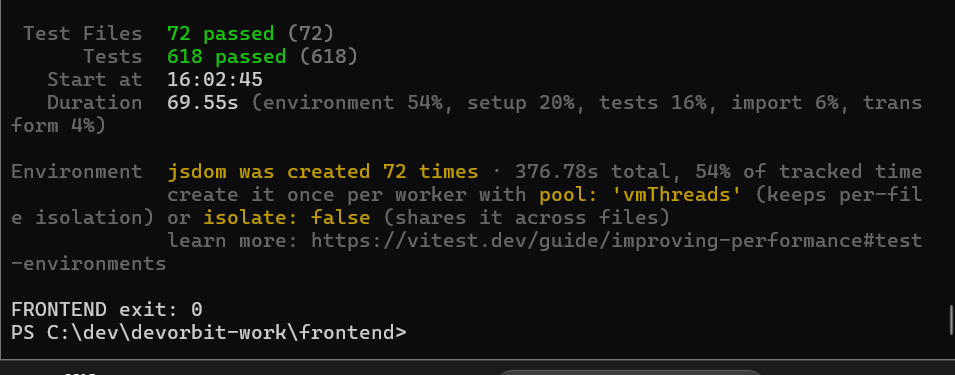 Test Files  72 passed (72)
Tests  618 passed (618)
Start at  16:02:45
Duration  69.55s (environment 54%, setup 20%, tests 16%, import 6%, trans
form 4%)
Environment  jsdom was created 72 times · 376.78s total, 54% of tracked time
create it once per worker with pool: 'vmThreads' (keeps per-fil
e isolation) or isolate: false (shares it across files)
learn more: https://vitest.dev/guide/improving-performance#test
-environments
FRONTEND exit: 0
PS C:\dev\devorbit-work\frontend>